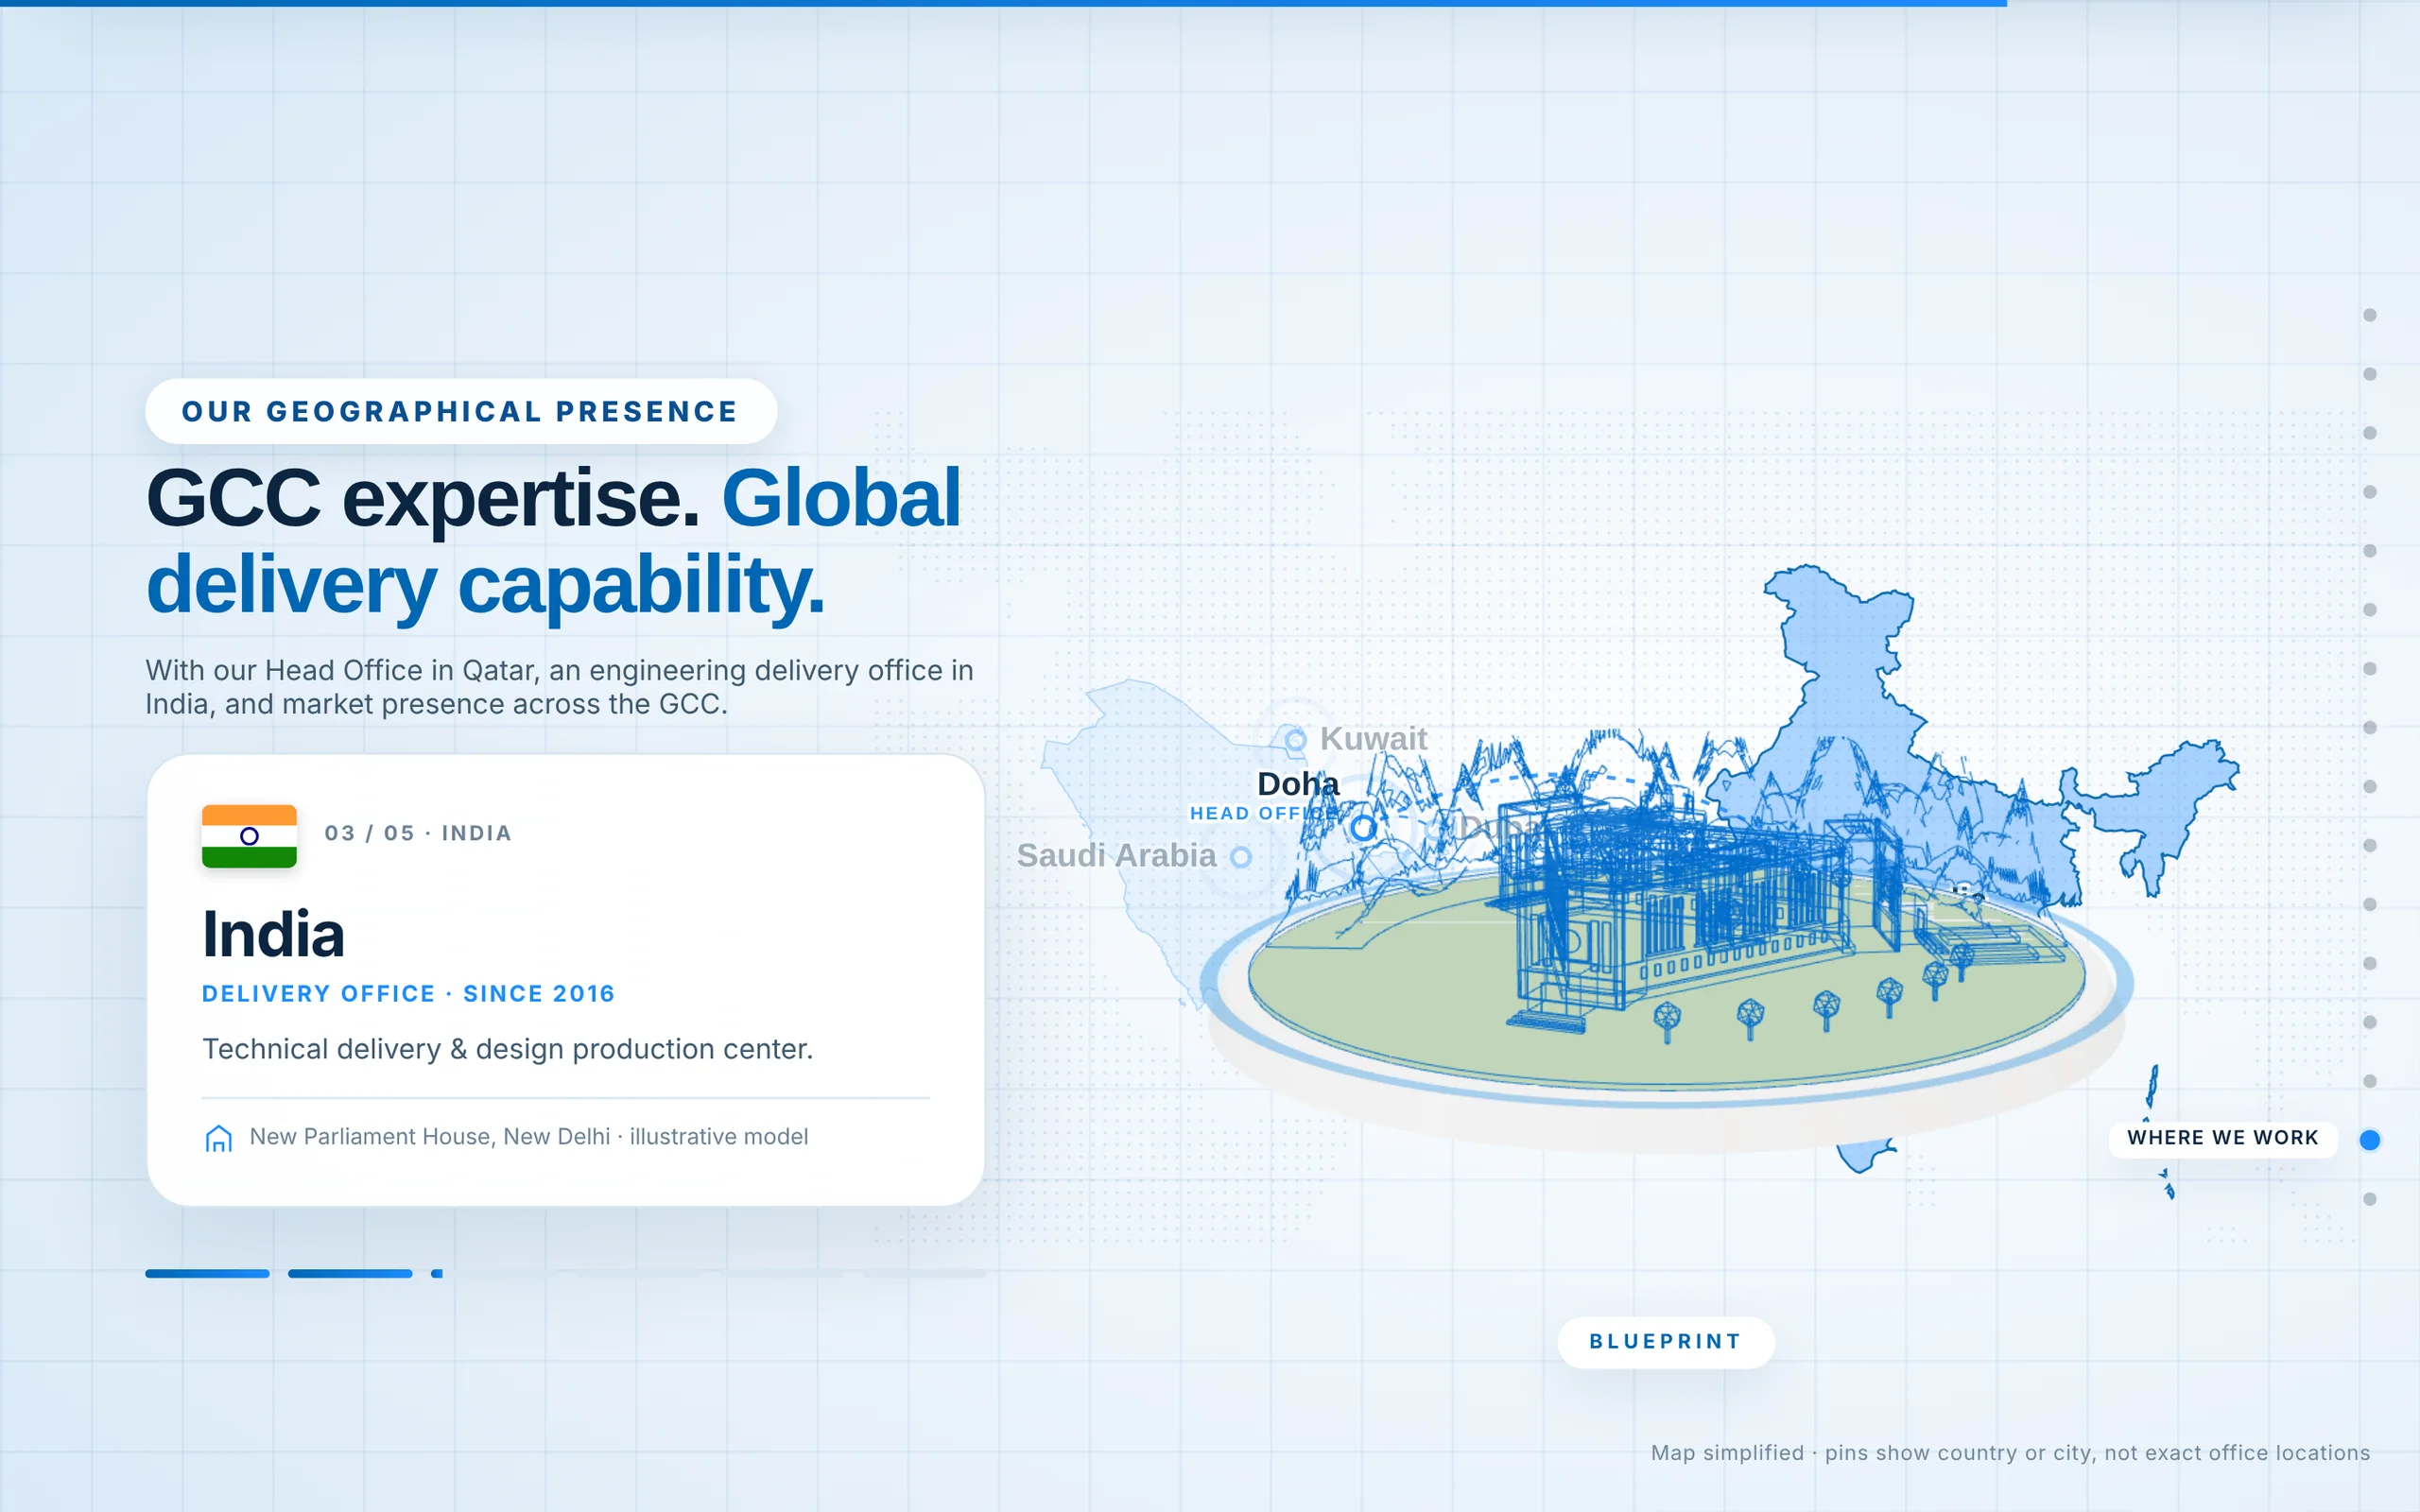 OUR GEOGRAPHICAL PRESENCE
GCC expertise. Global
delivery capability.
With our Head Office in Qatar, an engineering delivery office in
India, and market presence across the GCC.
03 / 05 · INDIA
India
DELIVERY OFFICE · SINCE 2016
Technical delivery & design production center.
New Parliament House, New Delhi · illustrative model
Kuwait
Doha
HEAD OFFICE
Saudi Arabia
WHERE WE WORK
BLUEPRINT
Map simplified · pins show country or city, not exact office locations